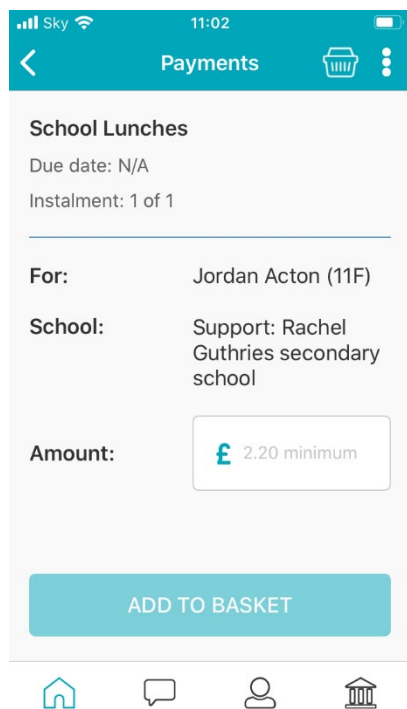 Sky 11:02
Payments
School Lunches
Due date: N/A
Instalment: 1 of 1
For: Jordan Acton (11F)
School: Support: Rachel
Guthries secondary
school
Amount: £ 2.20 minimum
ADD TO BASKET